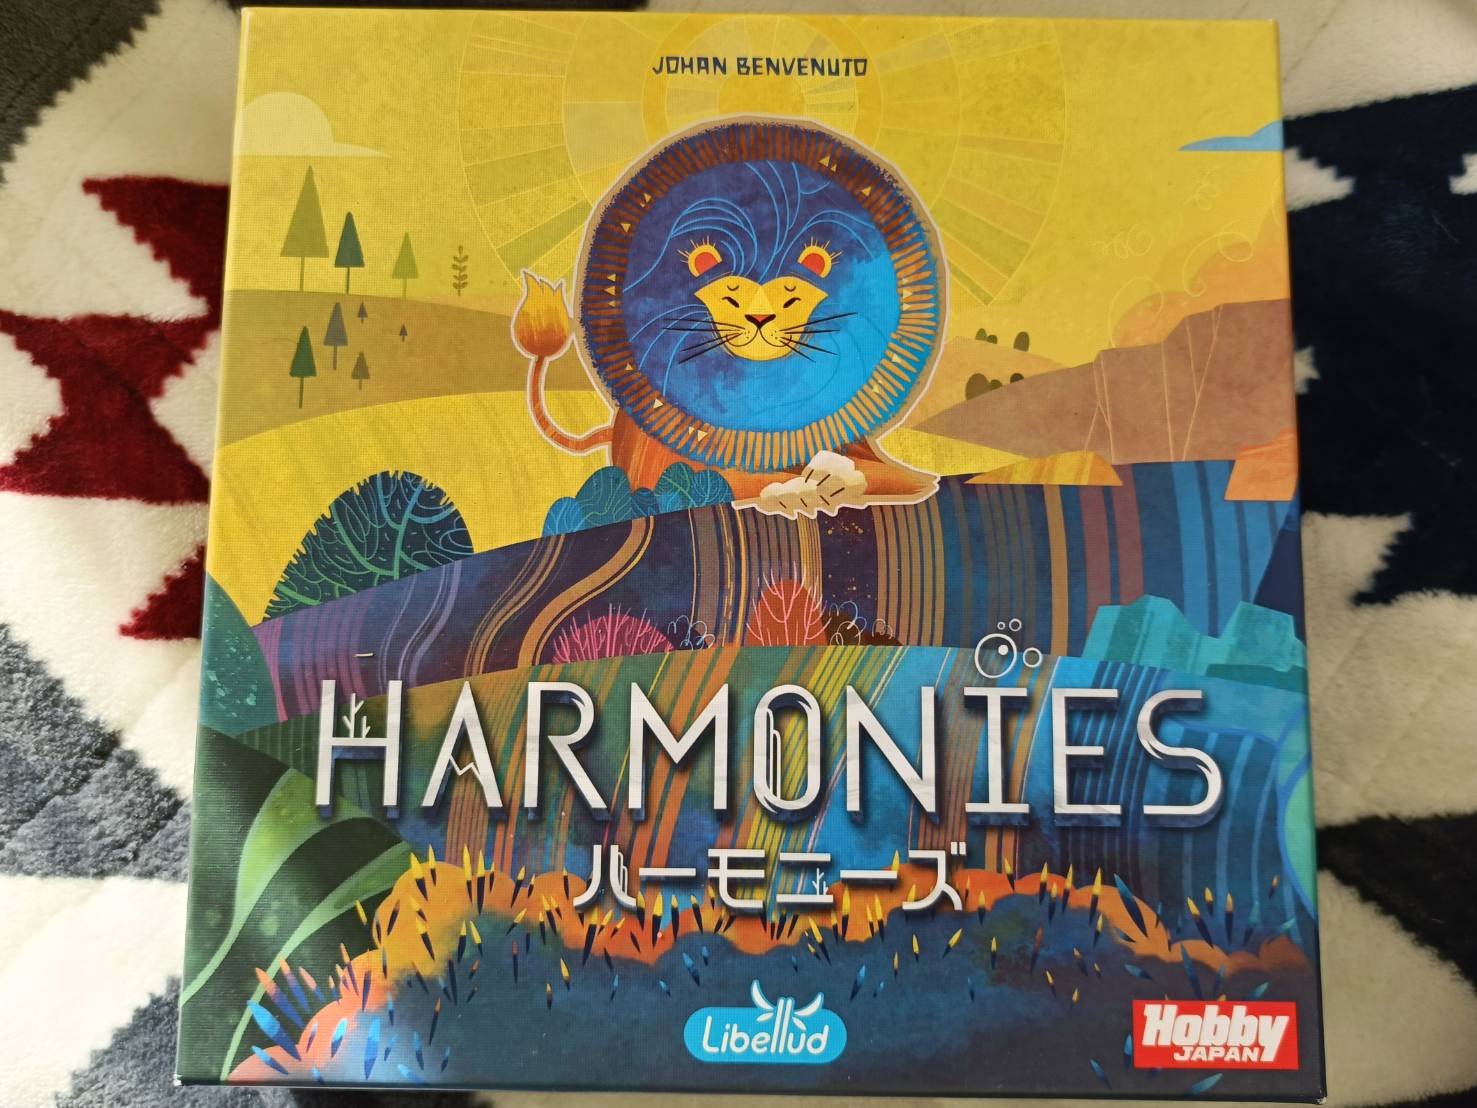 JOHAN BENVENUTO
HARMONIES
ハーモニーズ
Libellud
Hobby
JAPAN